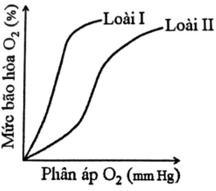 Mức bão hòa O₂ (%)
Loài I
Loài II
Phân áp O₂ (mm Hg)